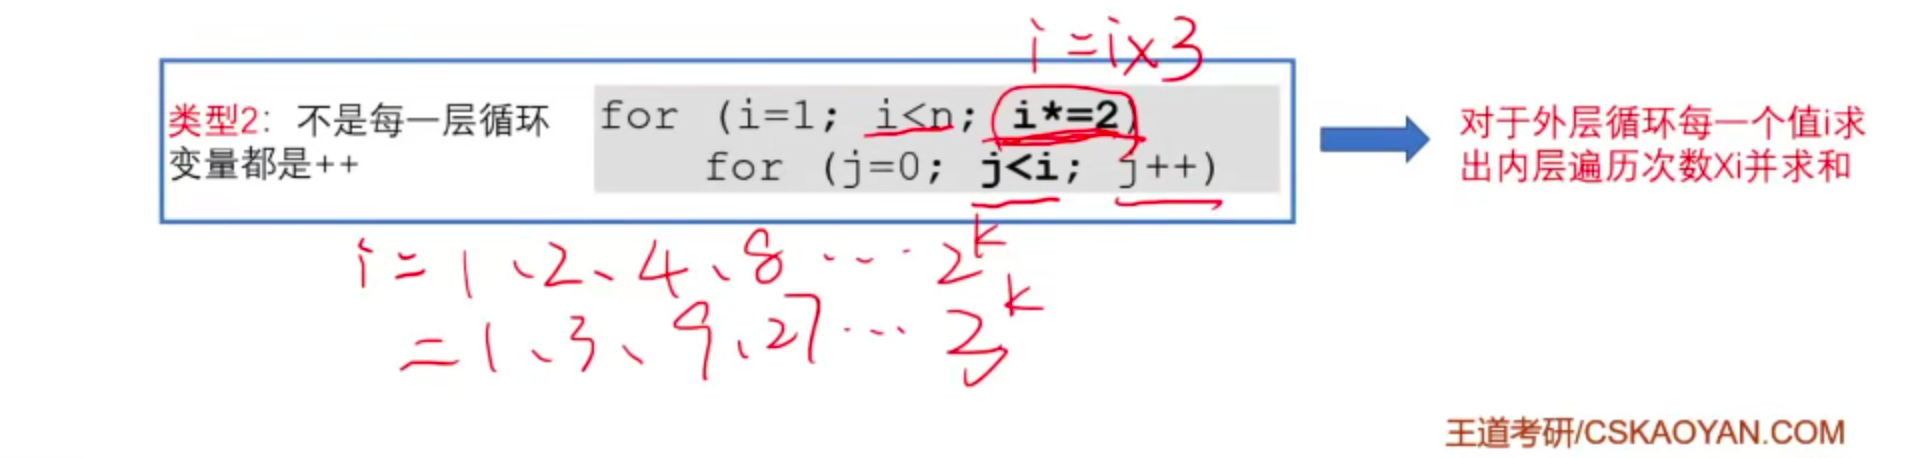 i=i×3
类型2：不是每一层循环
变量都是++
for (i=1; i<n; i*=2)
for (j=0; j<i; j++)
对于外层循环每一个值i求
出内层遍历次数Xi并求和
i=1、2、4、8……2^k
=1、3、9、27…3^k
王道考研/CSKAOYAN.COM